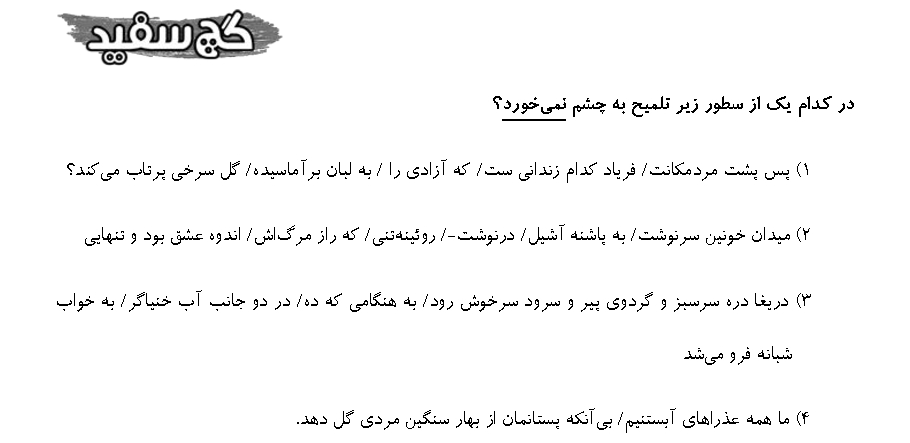 گچ سفید
در کدام یک از سطور زیر تلمیح به چشم نمی‌خورد؟
۱) پس پشت مردمکانت/ فریاد کدام زندانی ست/ که آزادی را / به لبان برآماسیده/ گل سرخی پرتاب می‌کند؟
۲) میدان خونین سرنوشت/ به پاشنه آشیل/ درنوشت-/ روئینه‌تنی/ که راز مرگ‌اش/ اندوه عشق بود و تنهایی
۳) دریغا دره سرسبز و گردوی پیر و سرود سرخوش رود/ به هنگامی که ده/ در دو جانب آب خنیاگر/ به خواب
شبانه فرو می‌شد
۴) ما همه عذراهای آبستنیم/ بی‌آنکه پستانمان از بهار سنگین مردی گل دهد.